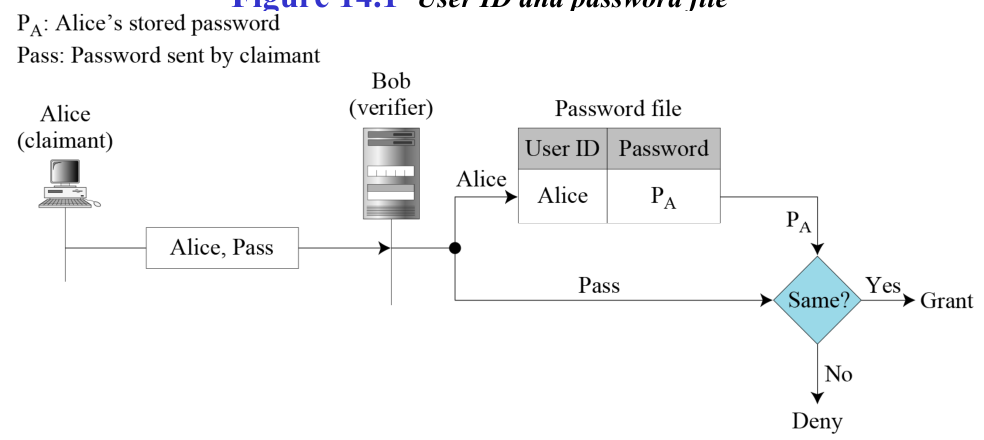 Figure 14.1 User ID and password file
P_A: Alice's stored password
Pass: Password sent by claimant
Bob
(verifier)
Alice
(claimant)
Password file
User ID Password
Alice
Alice P_A
P_A
Alice, Pass
Pass
Same?
Yes
Grant
No
Deny